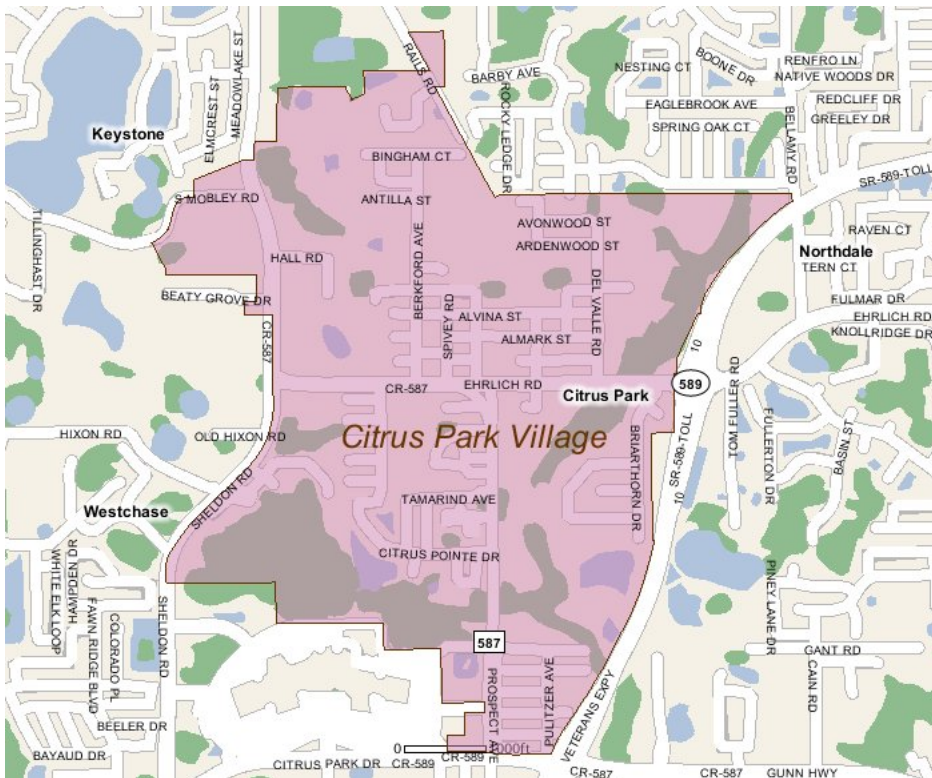 RAILS RD
BARBY AVE
NESTING CT
BOONE DR
RENFRO LN
NATIVE WOODS DR
REDCLIFF DR
EAGLEBROOK AVE
GREELEY DR
SPRING OAK CT
ROCKY LEDGE DR
BELLAMY RD
MEADOWLAKE ST
ELMCREST ST
Keystone
BINGHAM CT
SR-589-TOLL
S MOBLEY RD
ANTILLA ST
AVONWOOD ST
ARDENWOOD ST
RAVEN CT
Northdale
TERN CT
TILLINGHAST DR
HALL RD
BERKFORD AVE
DEL VALLE RD
BEATY GROVE DR
FULMAR DR
EHRLICH RD
KNOLLRIDGE DR
SPIVEY RD
ALVINA ST
ALMARK ST
CR-587
10
CR-587
EHRLICH RD
589
Citrus Park
TOM FULLER RD
FULLERTON DR
BASIN ST
HIXON RD
OLD HIXON RD
Citrus Park Village
BRIARTHORN DR
10 SR-589-TOLL
SHELDON RD
TAMARIND AVE
Westchase
CITRUS POINTE DR
HAMPDEN DR
WHITE ELK LOOP
FAWN RIDGE BLVD
COLORADO PL
SHELDON RD
PINEY LANE DR
587
GANT RD
CAIN RD
PROSPECT AVE
PULITZER AVE
VETERANS EXPY
BEELER DR
BAYAUD DR
0 1000ft
CITRUS PARK DR
CR-589
CR-589
CR-587
GUNN HWY